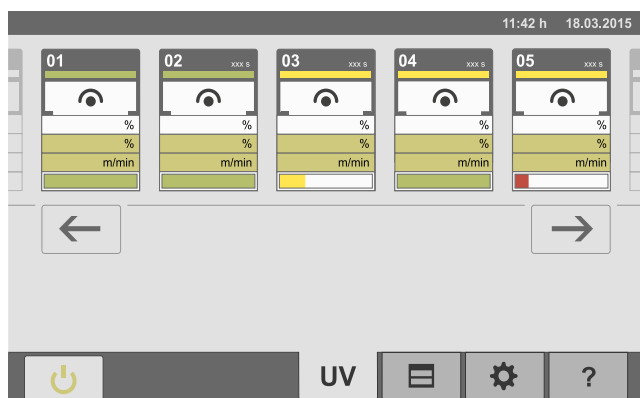 11:42 h 18.03.2015
01
02 xxx s
03 xxx s
04 xxx s
05 xxx s
% % % % %
% % % % %
m/min m/min m/min m/min m/min
UV ?